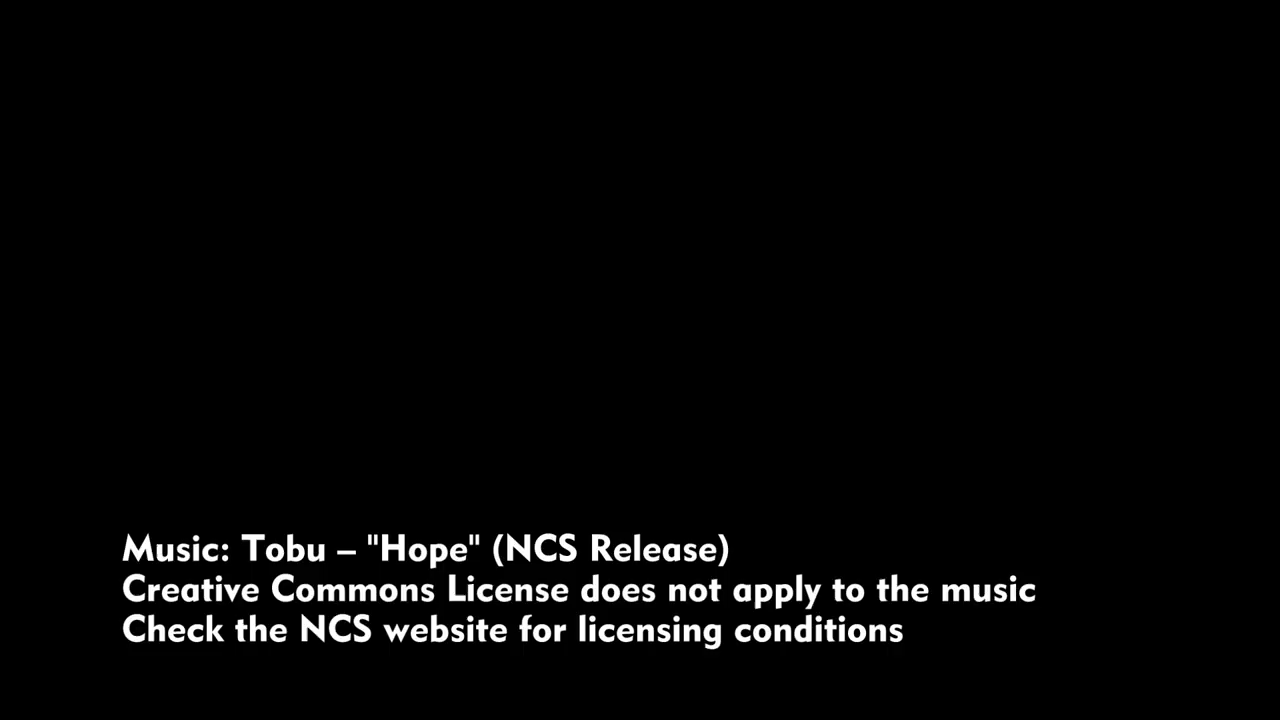 Music: Tobu – "Hope" (NCS Release)
Creative Commons License does not apply to the music
Check the NCS website for licensing conditions